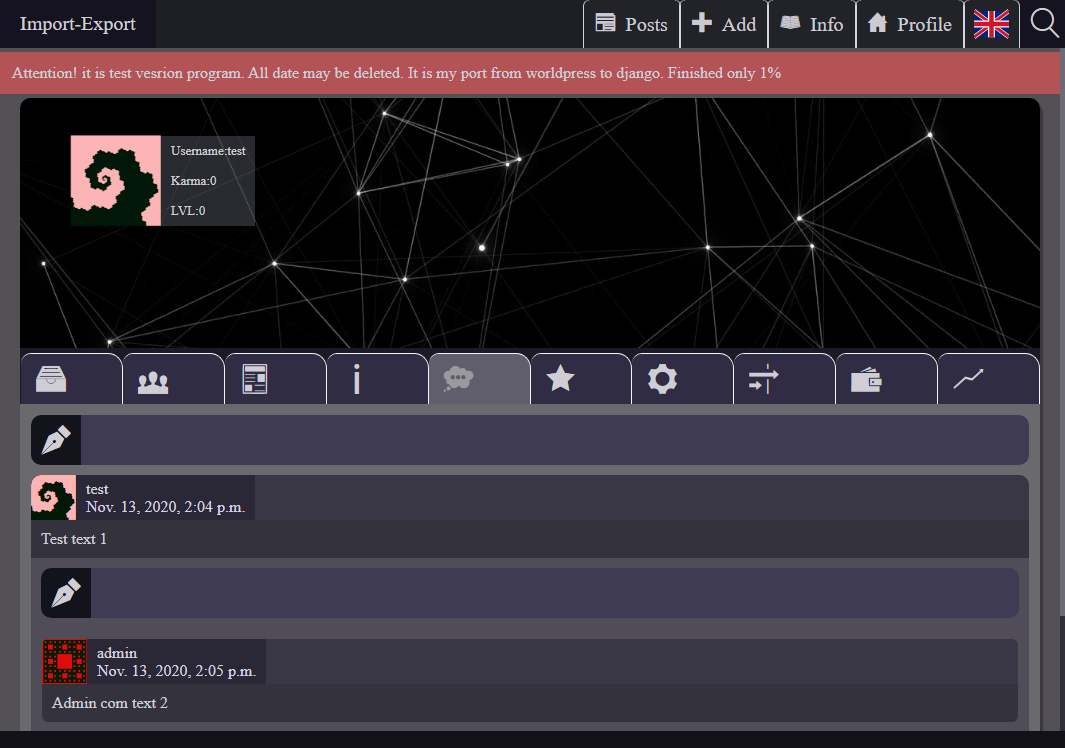 Import-Export
Posts
Add
Info
Profile
Attention! it is test vesrion program. All date may be deleted. It is my port from worldpress to django. Finished only 1%
Username:test
Karma:0
LVL:0
test
Nov. 13, 2020, 2:04 p.m.
Test text 1
admin
Nov. 13, 2020, 2:05 p.m.
Admin com text 2